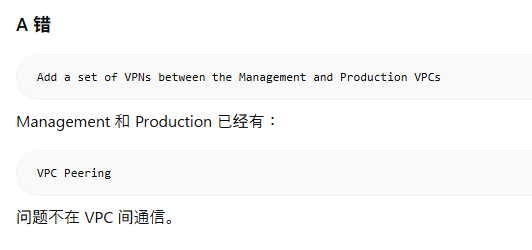 A 错
Add a set of VPNs between the Management and Production VPCs
Management 和 Production 已经有：
VPC Peering
问题不在 VPC 间通信。